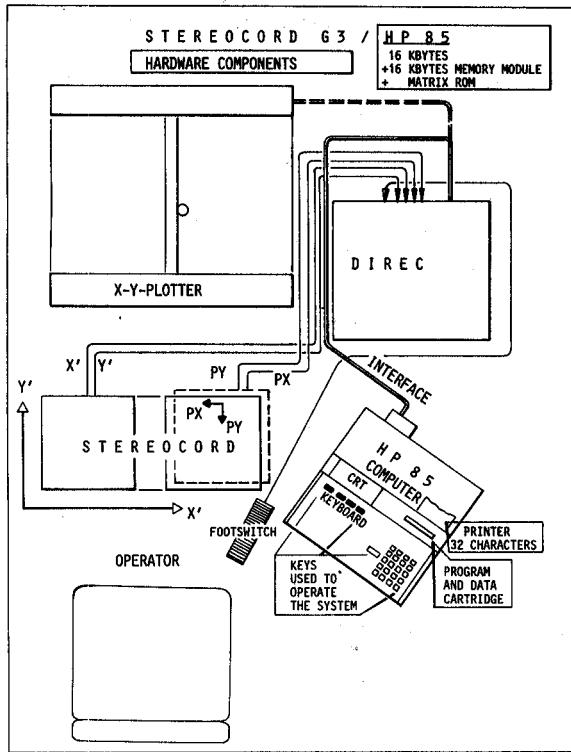 STEREOCORD G3 / HP 85
HARDWARE COMPONENTS
16 KBYTES
+16 KBYTES MEMORY MODULE
+ MATRIX ROM
X-Y-PLOTTER
DIREC
X'
Y'
PY
PX
INTERFACE
Y'
PX
PY
STEREOCORD
X'
HP 85
COMPUTER
CRT
KEYBOARD
FOOTSWITCH
PRINTER
32 CHARACTERS
OPERATOR
KEYS
USED TO
OPERATE
THE SYSTEM
PROGRAM
AND DATA
CARTRIDGE